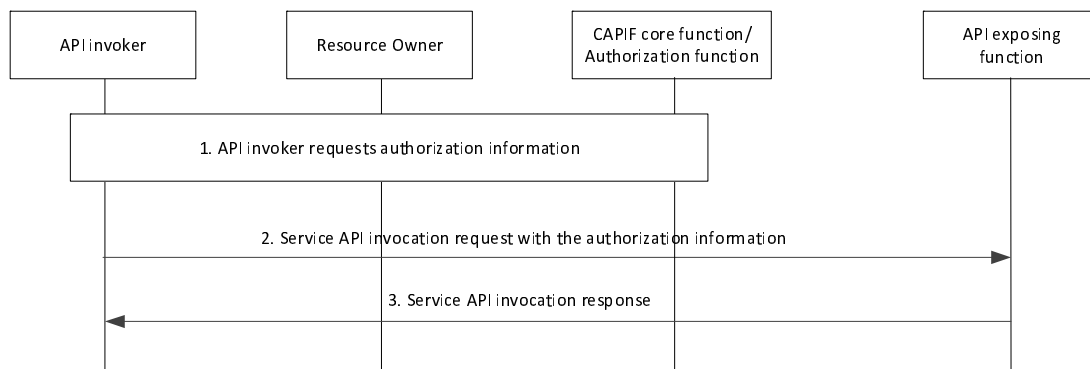 API invoker
Resource Owner
CAPIF core function/
Authorization function
API exposing
function
1. API invoker requests authorization information
2. Service API invocation request with the authorization information
3. Service API invocation response